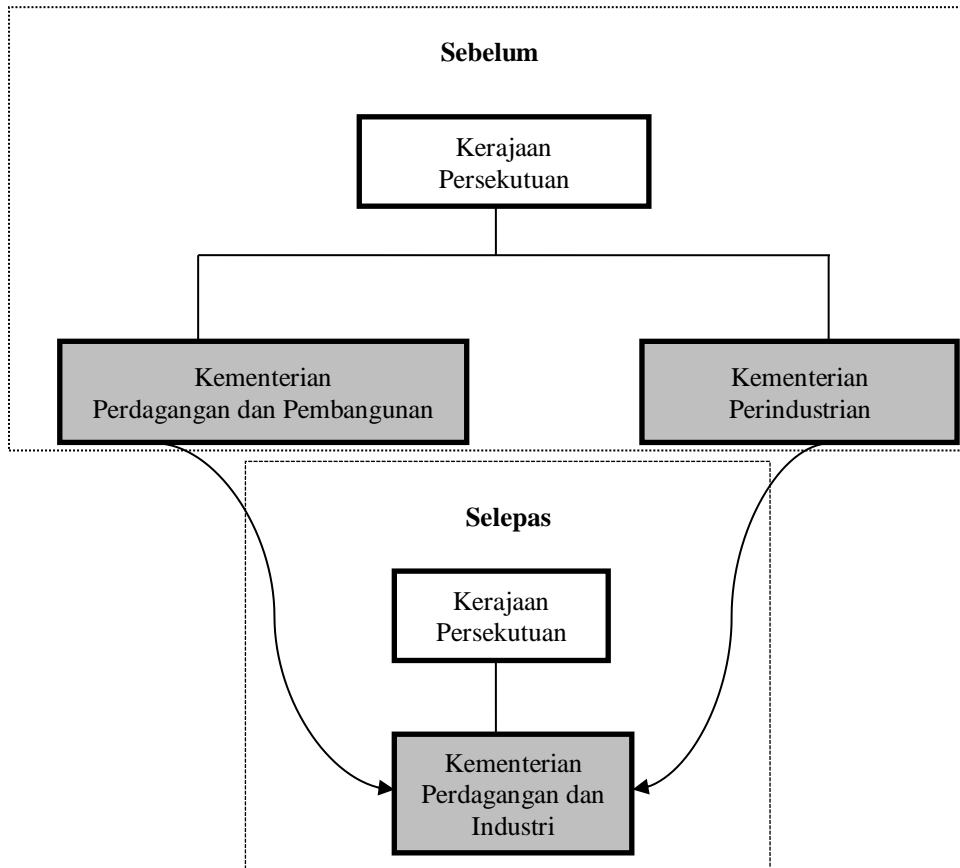 Sebelum
Kerajaan
Persekutuan
Kementerian
Perdagangan dan Pembangunan
Kementerian
Perindustrian
Selepas
Kerajaan
Persekutuan
Kementerian
Perdagangan dan
Industri